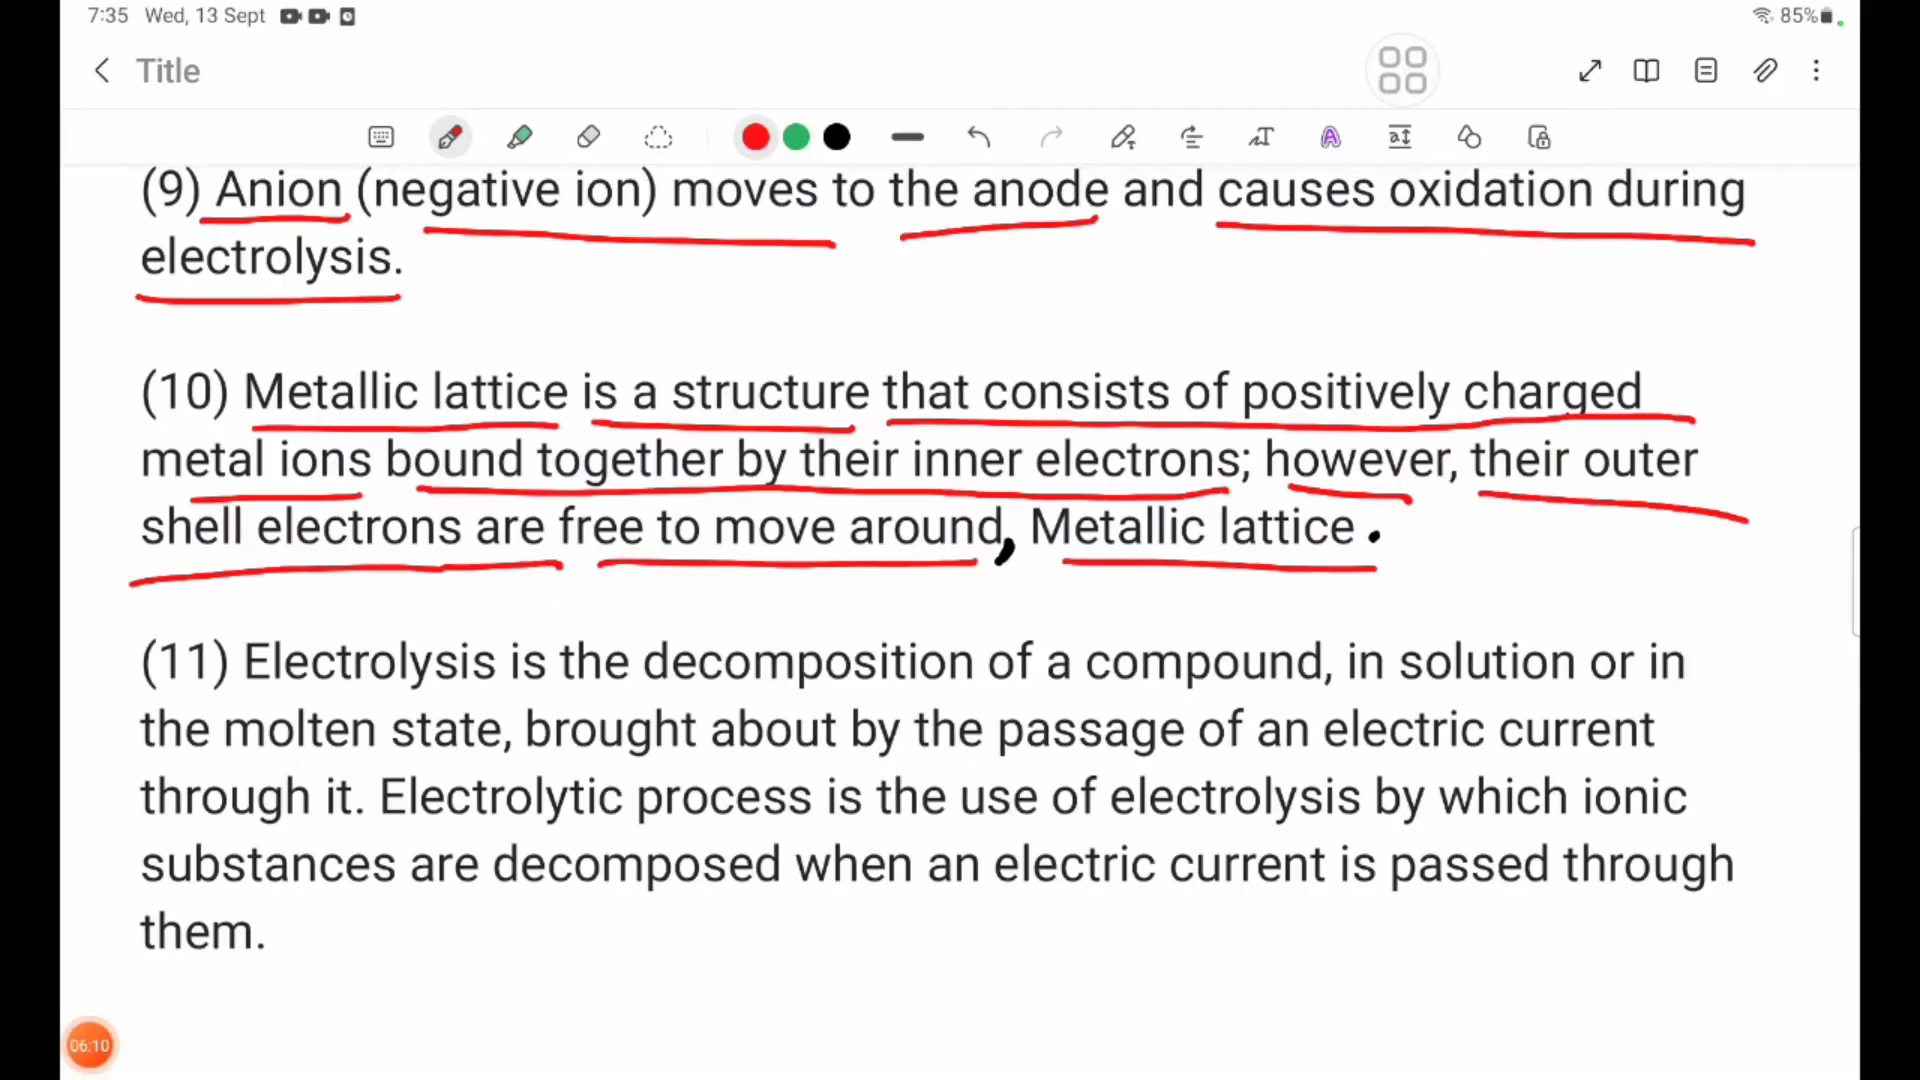 7:35 Wed, 13 Sept 85%
Title
(9) Anion (negative ion) moves to the anode and causes oxidation during
electrolysis.
(10) Metallic lattice is a structure that consists of positively charged
metal ions bound together by their inner electrons; however, their outer
shell electrons are free to move around, Metallic lattice .
(11) Electrolysis is the decomposition of a compound, in solution or in
the molten state, brought about by the passage of an electric current
through it. Electrolytic process is the use of electrolysis by which ionic
substances are decomposed when an electric current is passed through
them.
06:10